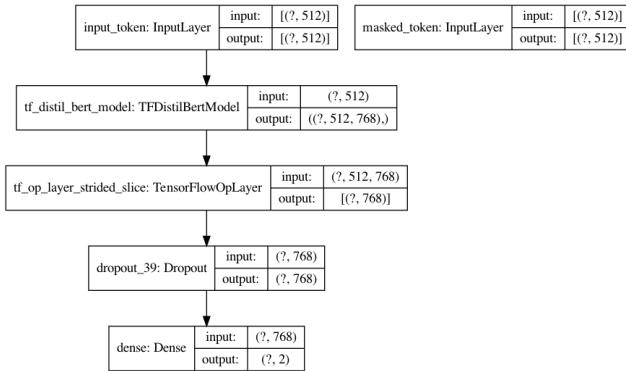 input_token: InputLayer input: [(?, 512)] output: [(?, 512)]
masked_token: InputLayer input: [(?, 512)] output: [(?, 512)]
tf_distil_bert_model: TFDistilBertModel input: (?, 512) output: ((?, 512, 768),)
tf_op_layer_strided_slice: TensorFlowOpLayer input: (?, 512, 768) output: [(?, 768)]
dropout_39: Dropout input: (?, 768) output: (?, 768)
dense: Dense input: (?, 768) output: (?, 2)